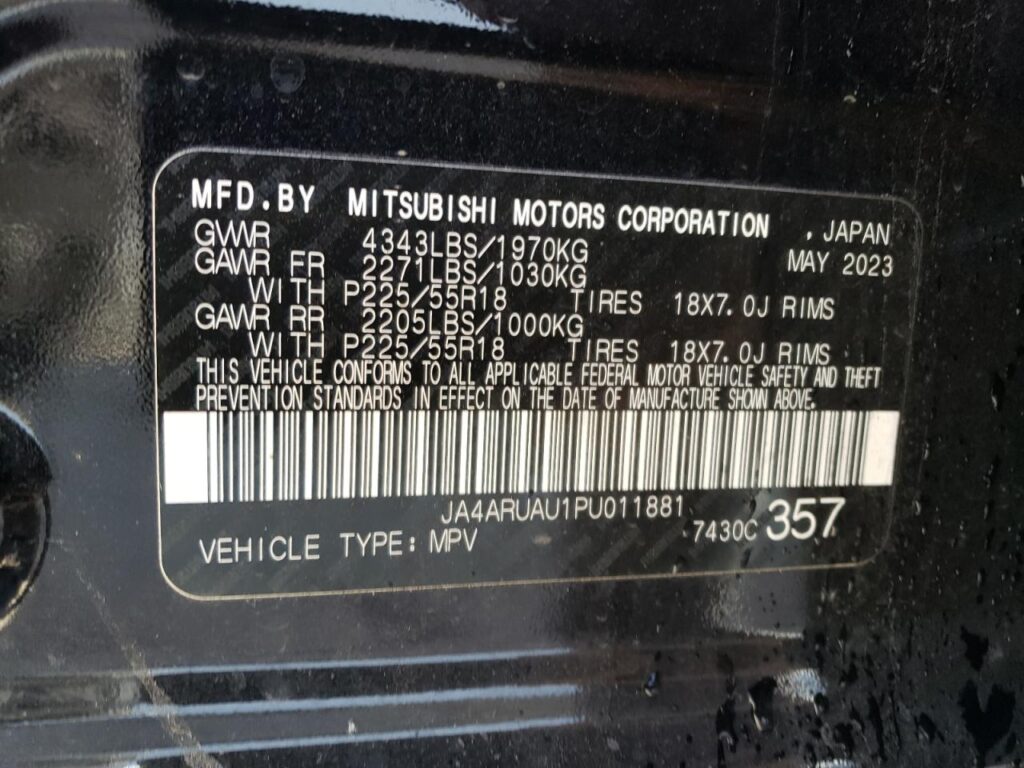 MFD.BY MITSUBISHI MOTORS CORPORATION , JAPAN
GVWR 4343LBS/1970KG MAY 2023
GAWR FR 2271LBS/1030KG
WITH P225/55R18 TIRES 18X7.0J RIMS
GAWR RR 2205LBS/1000KG
WITH P225/55R18 TIRES 18X7.0J RIMS
THIS VEHICLE CONFORMS TO ALL APPLICABLE FEDERAL MOTOR VEHICLE SAFETY AND THEFT
PREVENTION STANDARDS IN EFFECT ON THE DATE OF MANUFACTURE SHOWN ABOVE.
JA4ARUAU1PU011881
VEHICLE TYPE: MPV 7430C 357